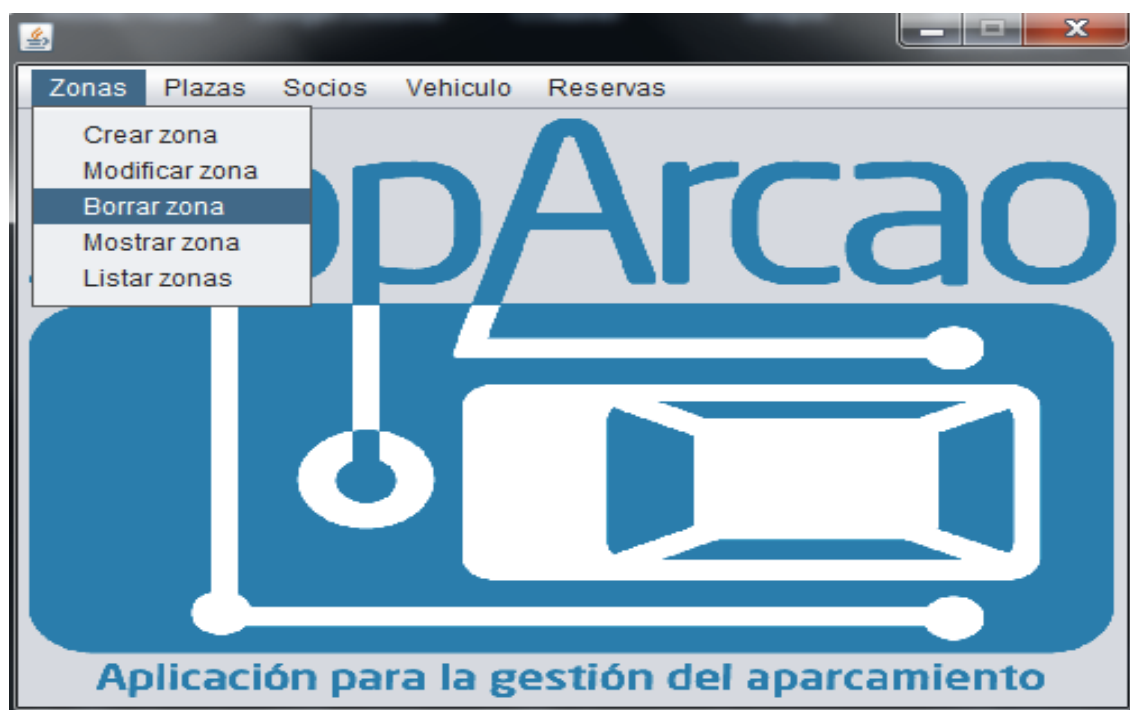 Zonas Plazas Socios Vehiculo Reservas
Crear zona
Modificar zona
Borrar zona
Mostrar zona
Listar zonas
pArcao
Aplicación para la gestión del aparcamiento